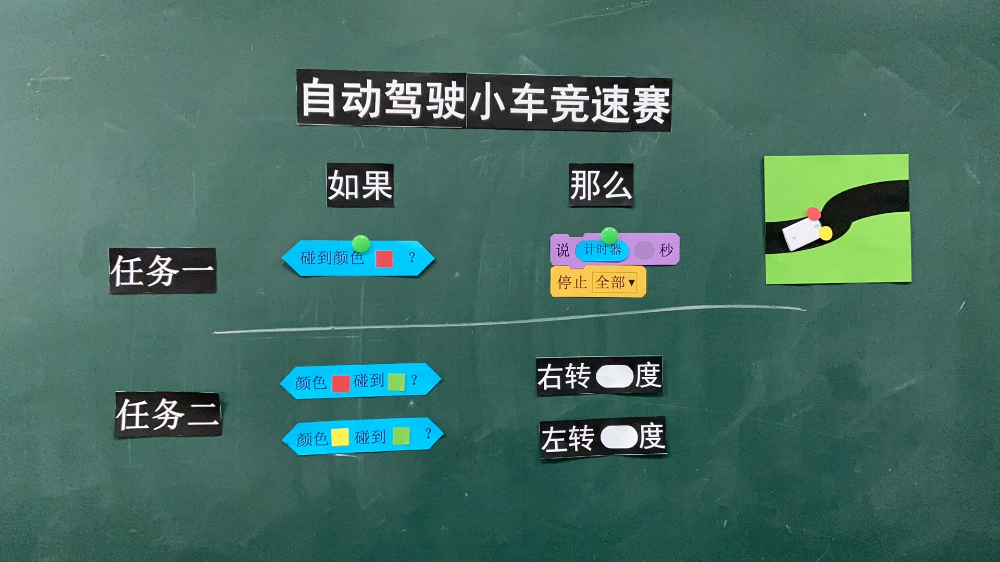 自动驾驶小车竞速赛
如果 那么
任务一
碰到颜色 ?
说 计时器 秒
停止 全部▼
任务二
颜色 碰到 ?
右转 度
颜色 碰到 ?
左转 度